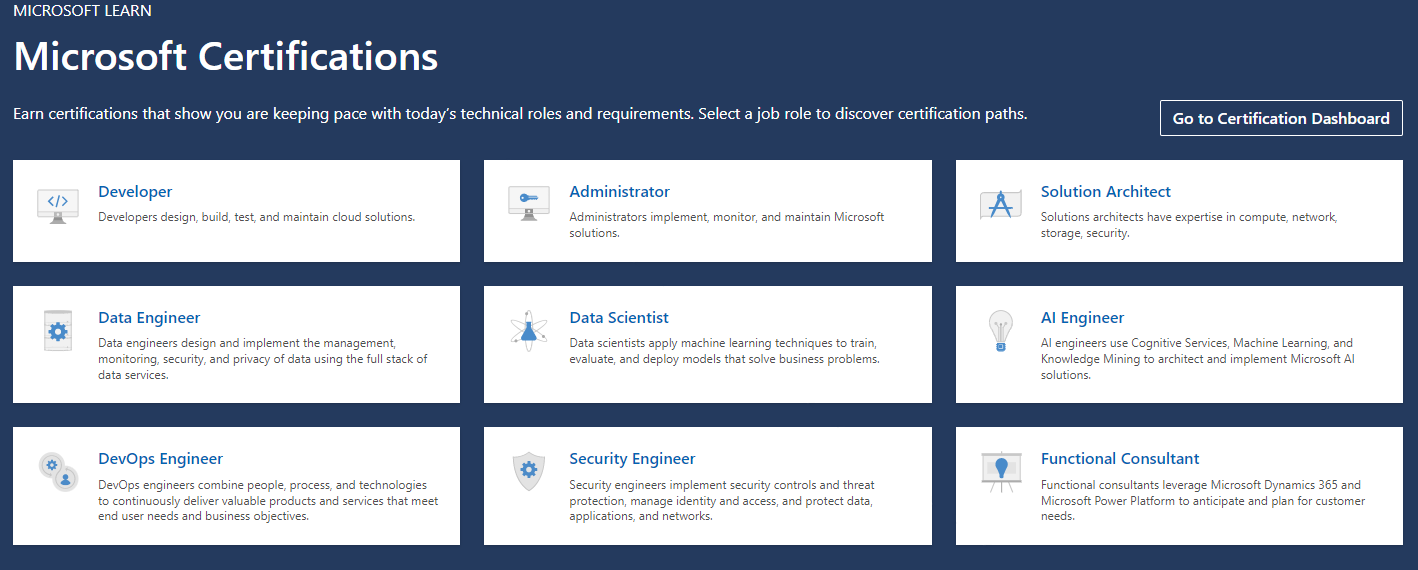 MICROSOFT LEARN
Microsoft Certifications
Earn certifications that show you are keeping pace with today's technical roles and requirements. Select a job role to discover certification paths.
Go to Certification Dashboard
</>
Developer
Developers design, build, test, and maintain cloud solutions.
Administrator
Administrators implement, monitor, and maintain Microsoft
solutions.
Solution Architect
Solutions architects have expertise in compute, network,
storage, security.
Data Engineer
Data engineers design and implement the management,
monitoring, security, and privacy of data using the full stack of
data services.
Data Scientist
Data scientists apply machine learning techniques to train,
evaluate, and deploy models that solve business problems.
AI Engineer
AI engineers use Cognitive Services, Machine Learning, and
Knowledge Mining to architect and implement Microsoft AI
solutions.
DevOps Engineer
DevOps engineers combine people, process, and technologies
to continuously deliver valuable products and services that meet
end user needs and business objectives.
Security Engineer
Security engineers implement security controls and threat
protection, manage identity and access, and protect data,
applications, and networks.
Functional Consultant
Functional consultants leverage Microsoft Dynamics 365 and
Microsoft Power Platform to anticipate and plan for customer
needs.